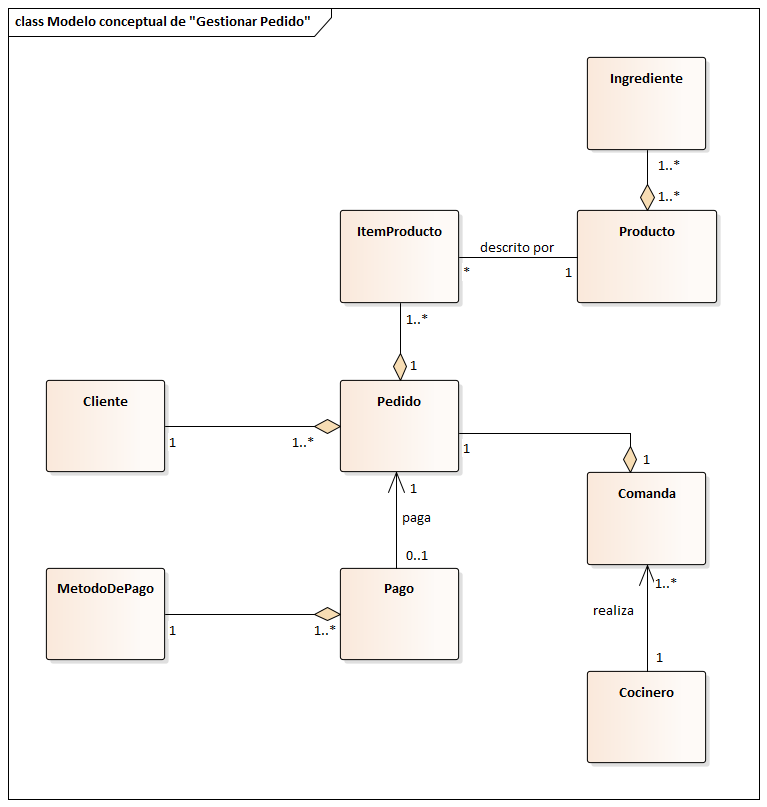 class Modelo conceptual de "Gestionar Pedido"
Ingrediente
1..*
1..*
ItemProducto
descrito por
Producto
*
1
1..*
1
Cliente
Pedido
1
1..*
1
1
Comanda
1
paga
0..1
1..*
realiza
MetodoDePago
Pago
1
1..*
1
Cocinero